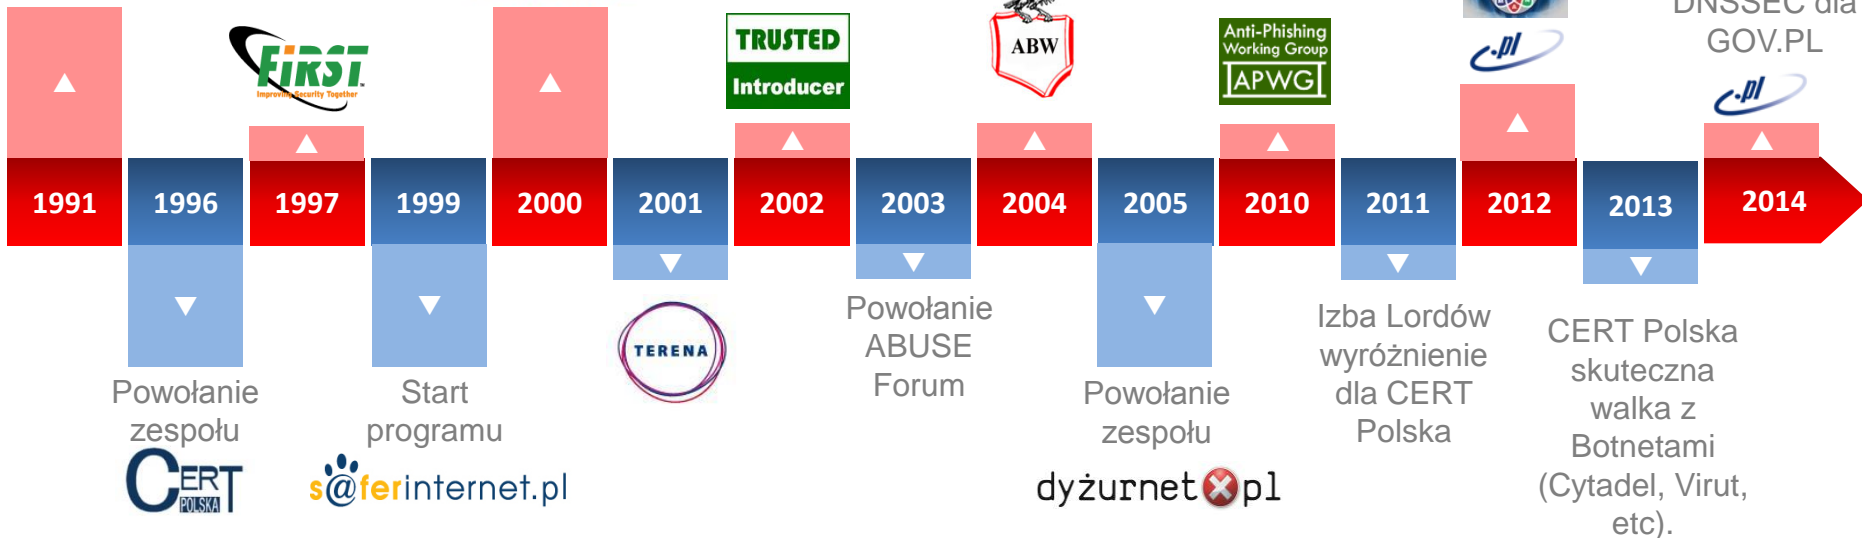 DNSSEC dla
GOV.PL
FiRST
Improving Security Together
TRUSTED
Introducer
ABW
Anti-Phishing
Working Group
APWG
.pl
.pl
1991
1996
1997
1999
2000
2001
2002
2003
2004
2005
2010
2011
2012
2013
2014
Powołanie
zespołu
CERT
POLSKA
Start
programu
s@ferinternet.pl
TERENA
Powołanie
ABUSE
Forum
Powołanie
zespołu
dyżurnet pl
Izba Lordów
wyróżnienie
dla CERT
Polska
CERT Polska
skuteczna
walka z
Botnetami
(Cytadel, Virut,
etc).